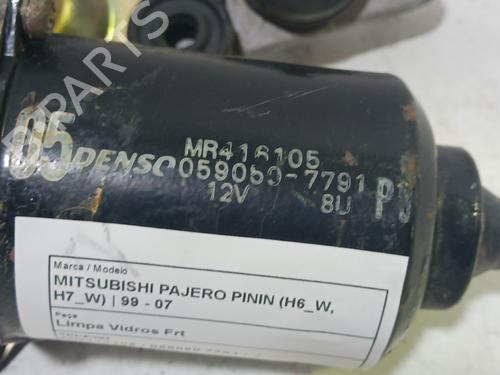 PARTS
05
DENSO
MR416105
059060-7791
12V 8U
Marca / Modelo
MITSUBISHI PAJERO PININ (H6_W,
H7_W) | 99 - 07
Peça
Limpa Vidros Frt